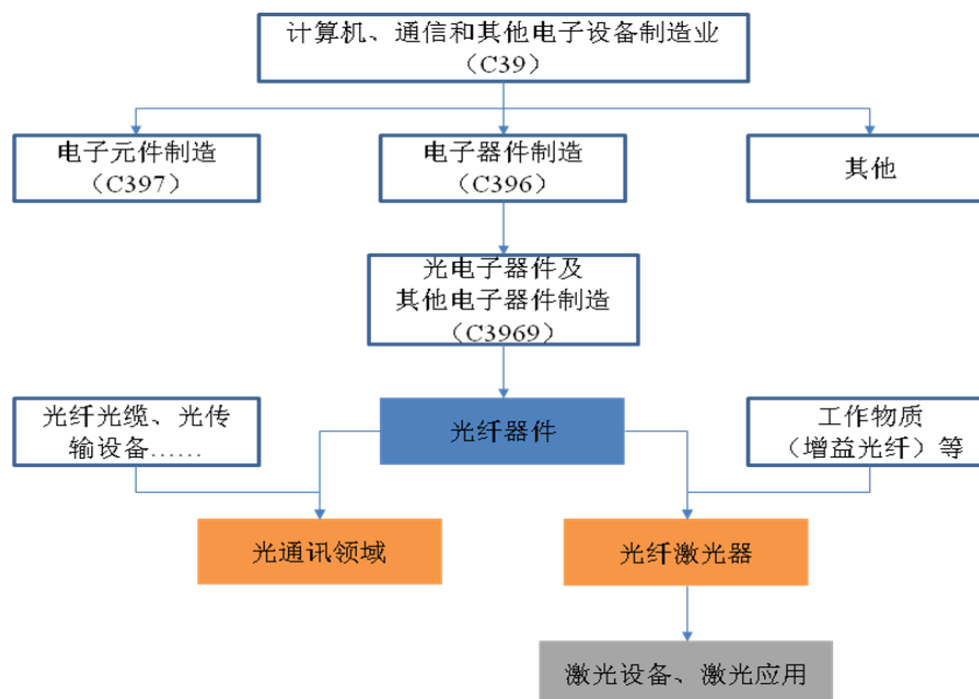 计算机、通信和其他电子设备制造业
（C39）
电子元件制造
（C397）
电子器件制造
（C396）
其他
光电子器件及
其他电子器件制造
（C3969）
光纤光缆、光传
输设备……
光纤器件
工作物质
（增益光纤）等
光通讯领域
光纤激光器
激光设备、激光应用